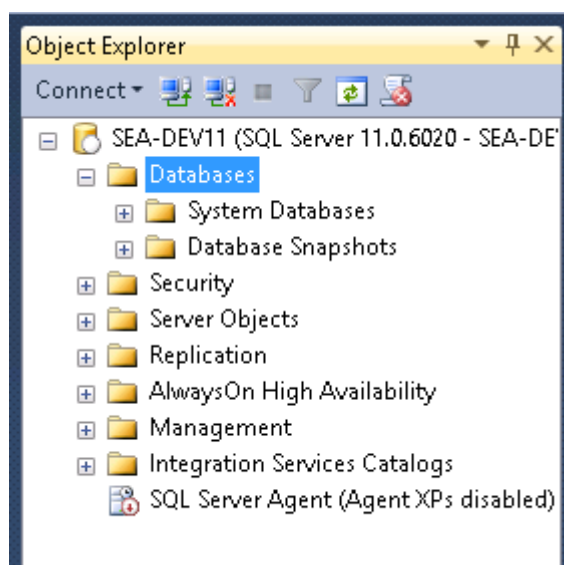 Object Explorer
Connect
SEA-DEV11 (SQL Server 11.0.6020 - SEA-DE
Databases
System Databases
Database Snapshots
Security
Server Objects
Replication
AlwaysOn High Availability
Management
Integration Services Catalogs
SQL Server Agent (Agent XPs disabled)